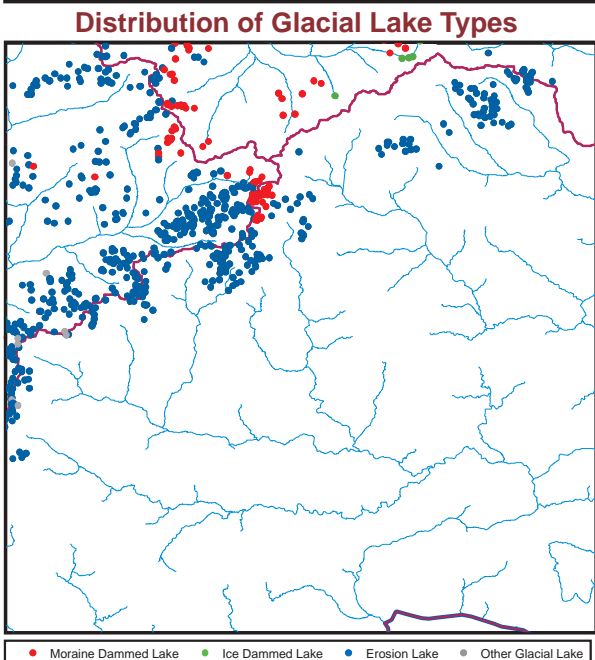 Distribution of Glacial Lake Types
Moraine Dammed Lake Ice Dammed Lake Erosion Lake Other Glacial Lake